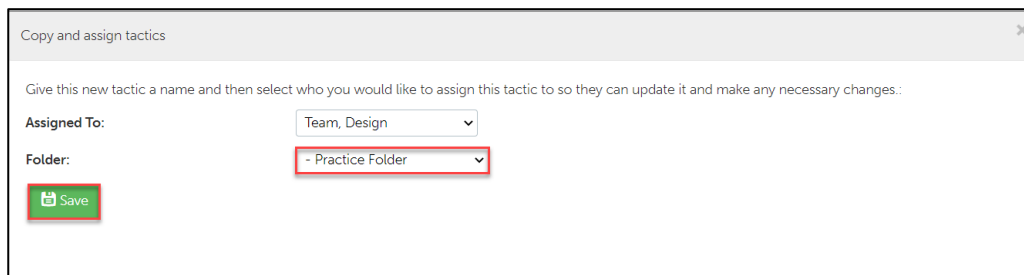 Copy and assign tactics
×
Give this new tactic a name and then select who you would like to assign this tactic to so they can update it and make any necessary changes.:
Assigned To: Team, Design
Folder: - Practice Folder
Save